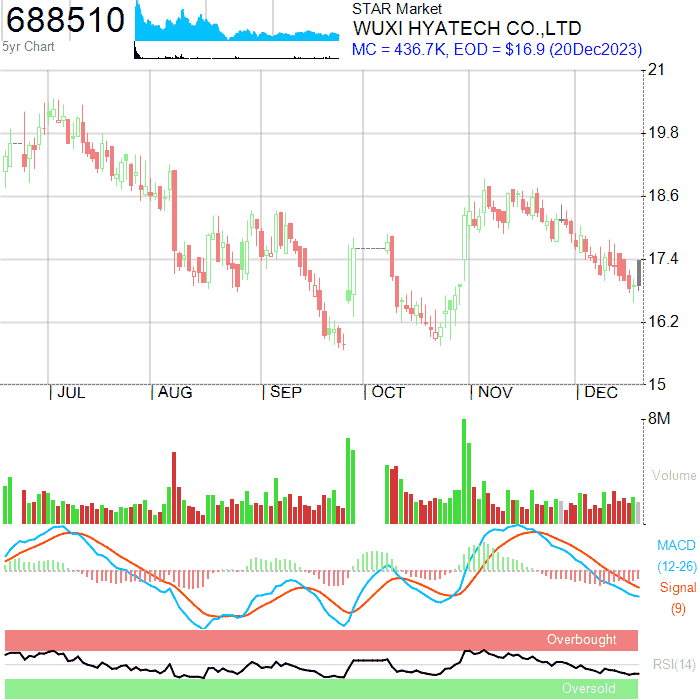 688510
5yr Chart
STAR Market
WUXI HYATECH CO.,LTD
MC = 436.7K, EOD = $16.9 (20Dec2023)
21
19.8
18.6
17.4
16.2
15
JUL AUG SEP OCT NOV DEC
8M
Volume
MACD
(12-26)
Signal
(9)
Overbought
RSI(14)
Oversold